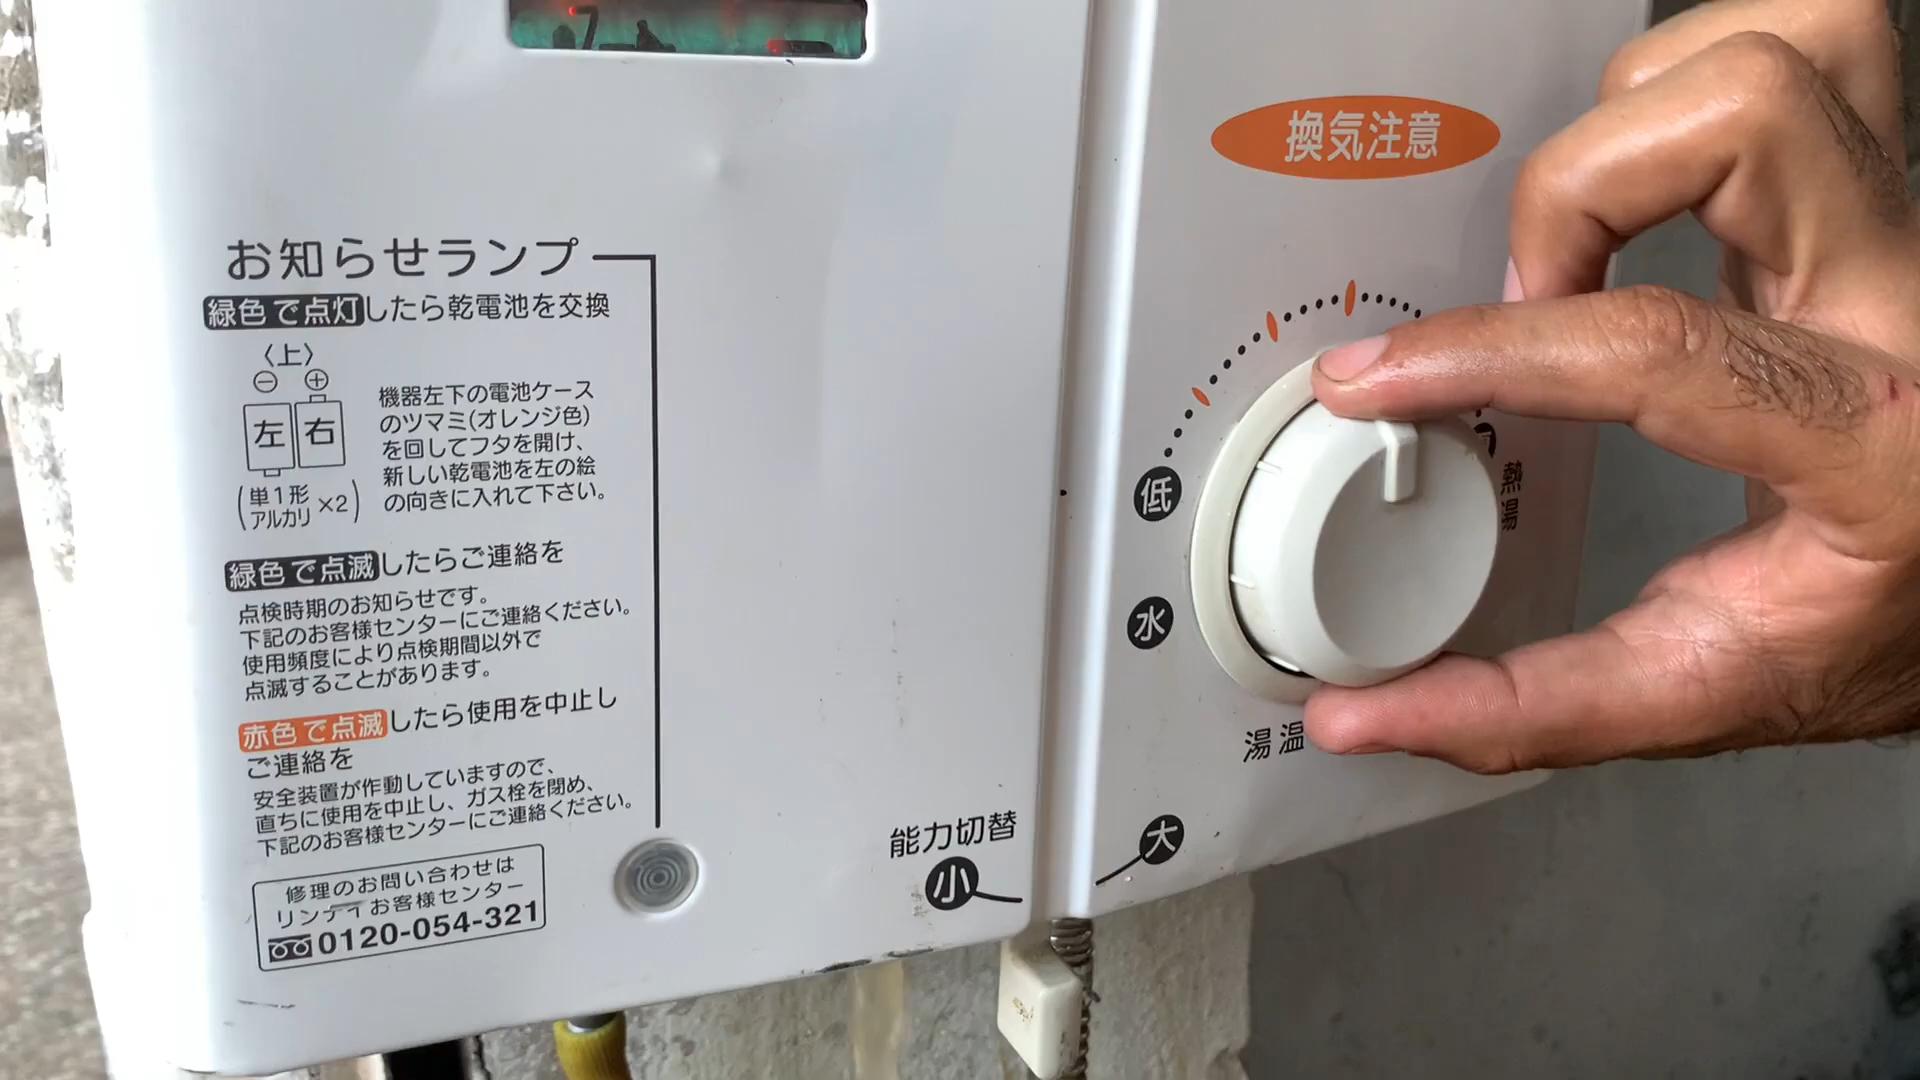 換気注意
お知らせランプ
緑色で点灯したら乾電池を交換
〈上〉
⊖ ⊕
左 右
(単1形アルカリ×2)
機器左下の電池ケース
のツマミ(オレンジ色)
を回してフタを開け、
新しい乾電池を左の絵
の向きに入れて下さい。
緑色で点滅したらご連絡を
点検時期のお知らせです。
下記のお客様センターにご連絡ください。
使用頻度により点検期間以外で
点滅することがあります。
赤色で点滅したら使用を中止し
ご連絡を
安全装置が作動していますので、
直ちに使用を中止し、ガス栓を閉め、
下記のお客様センターにご連絡ください。
修理のお問い合わせは
リンナイお客様センター
0120-054-321
能力切替
小
大
低
水
熱湯
湯温